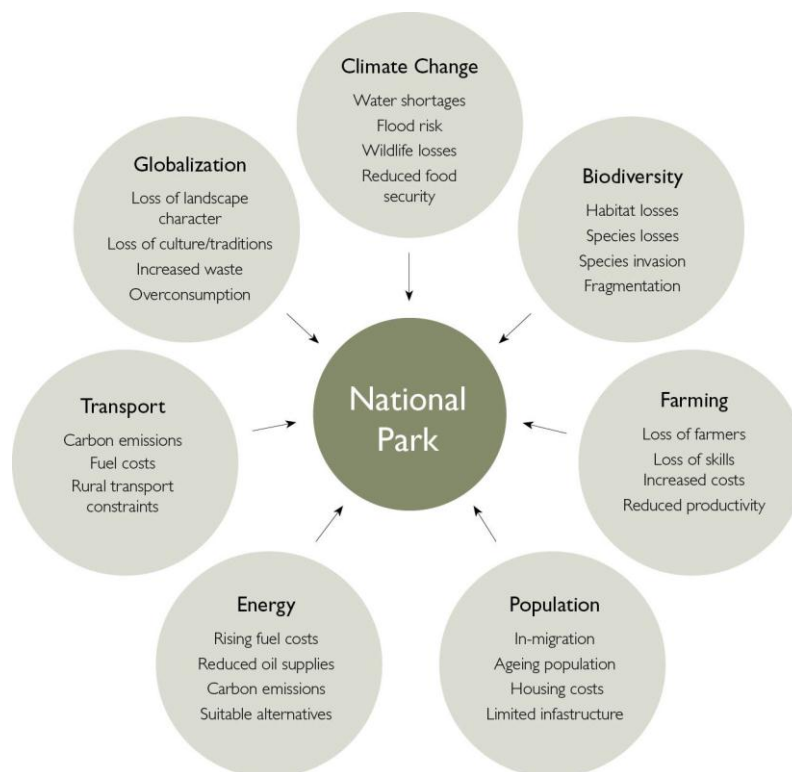 Climate Change
Water shortages
Flood risk
Wildlife losses
Reduced food
security
Globalization
Loss of landscape
character
Loss of culture/traditions
Increased waste
Overconsumption
Biodiversity
Habitat losses
Species losses
Species invasion
Fragmentation
National
Park
Transport
Carbon emissions
Fuel costs
Rural transport
constraints
Farming
Loss of farmers
Loss of skills
Increased costs
Reduced productivity
Energy
Rising fuel costs
Reduced oil supplies
Carbon emissions
Suitable alternatives
Population
In-migration
Ageing population
Housing costs
Limited infastructure